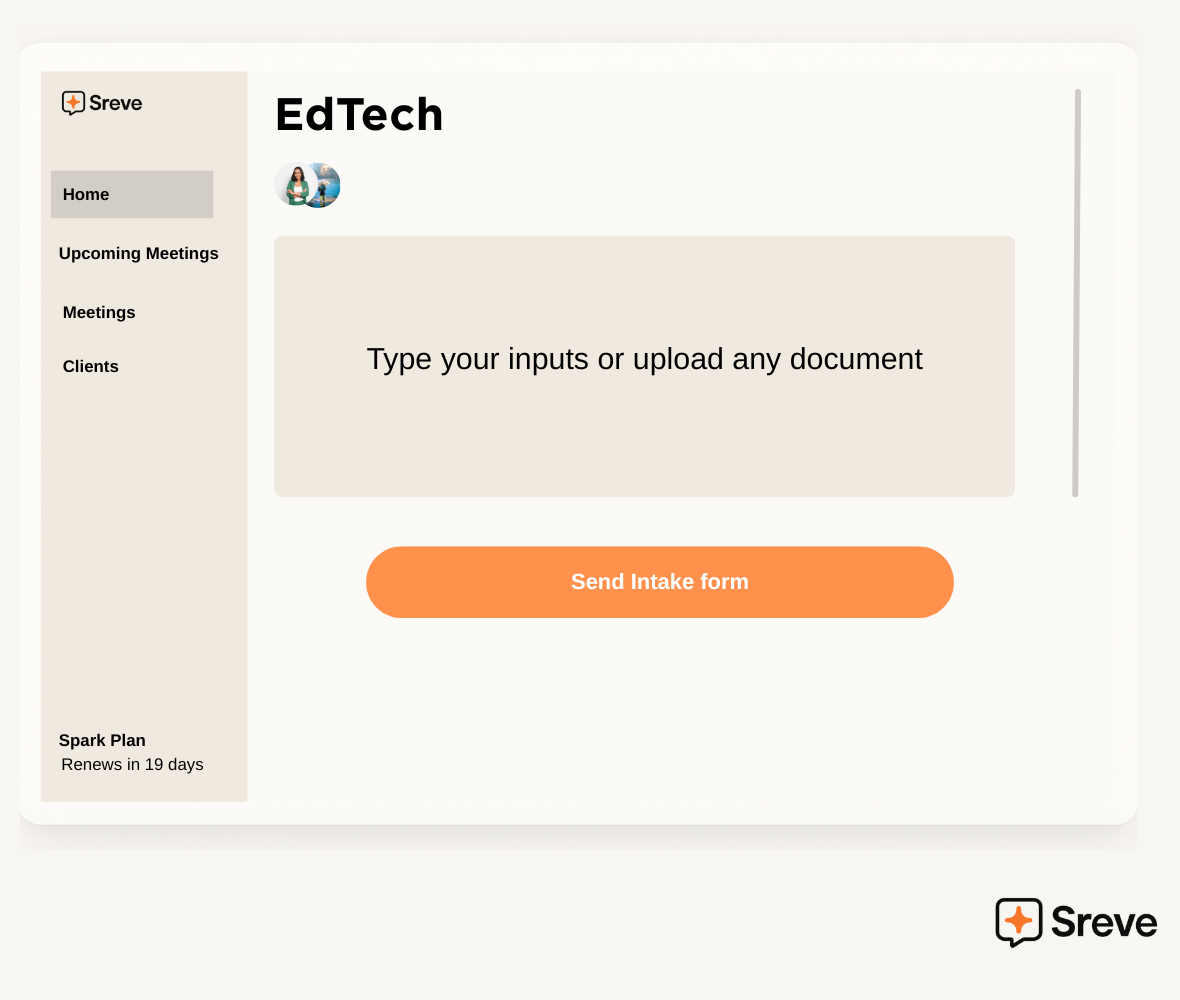 Sreve
Home
Upcoming Meetings
Meetings
Clients
Spark Plan
Renews in 19 days
EdTech
Type your inputs or upload any document
Send Intake form
Sreve